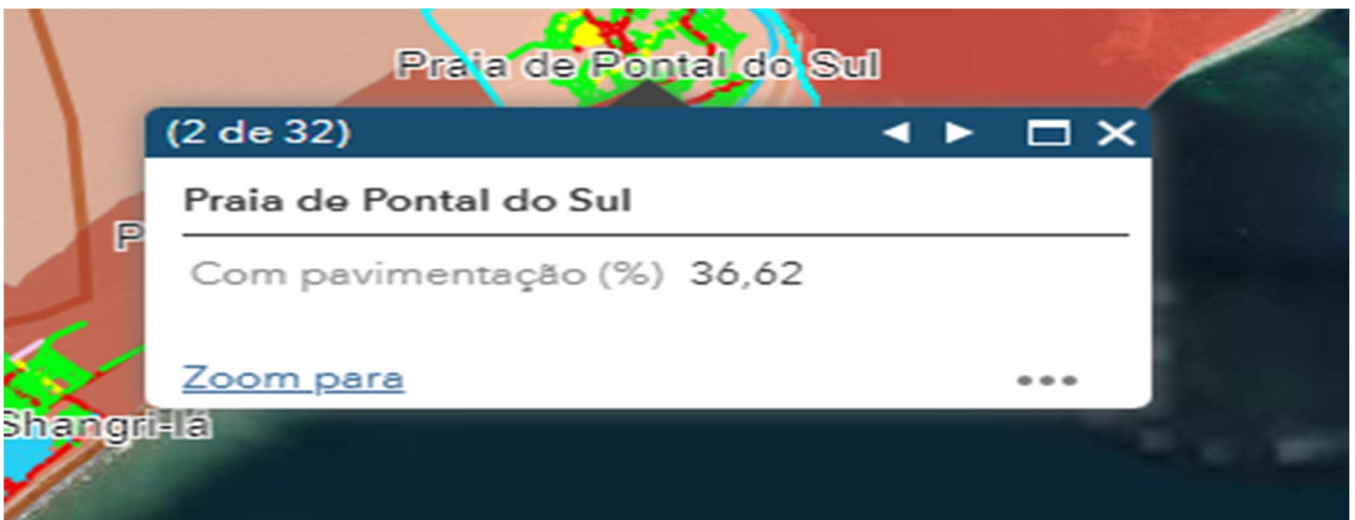 Praia de Pontal do Sul
(2 de 32)
Praia de Pontal do Sul
P
Com pavimentação (%) 36,62
Zoom para
Shangri-lá